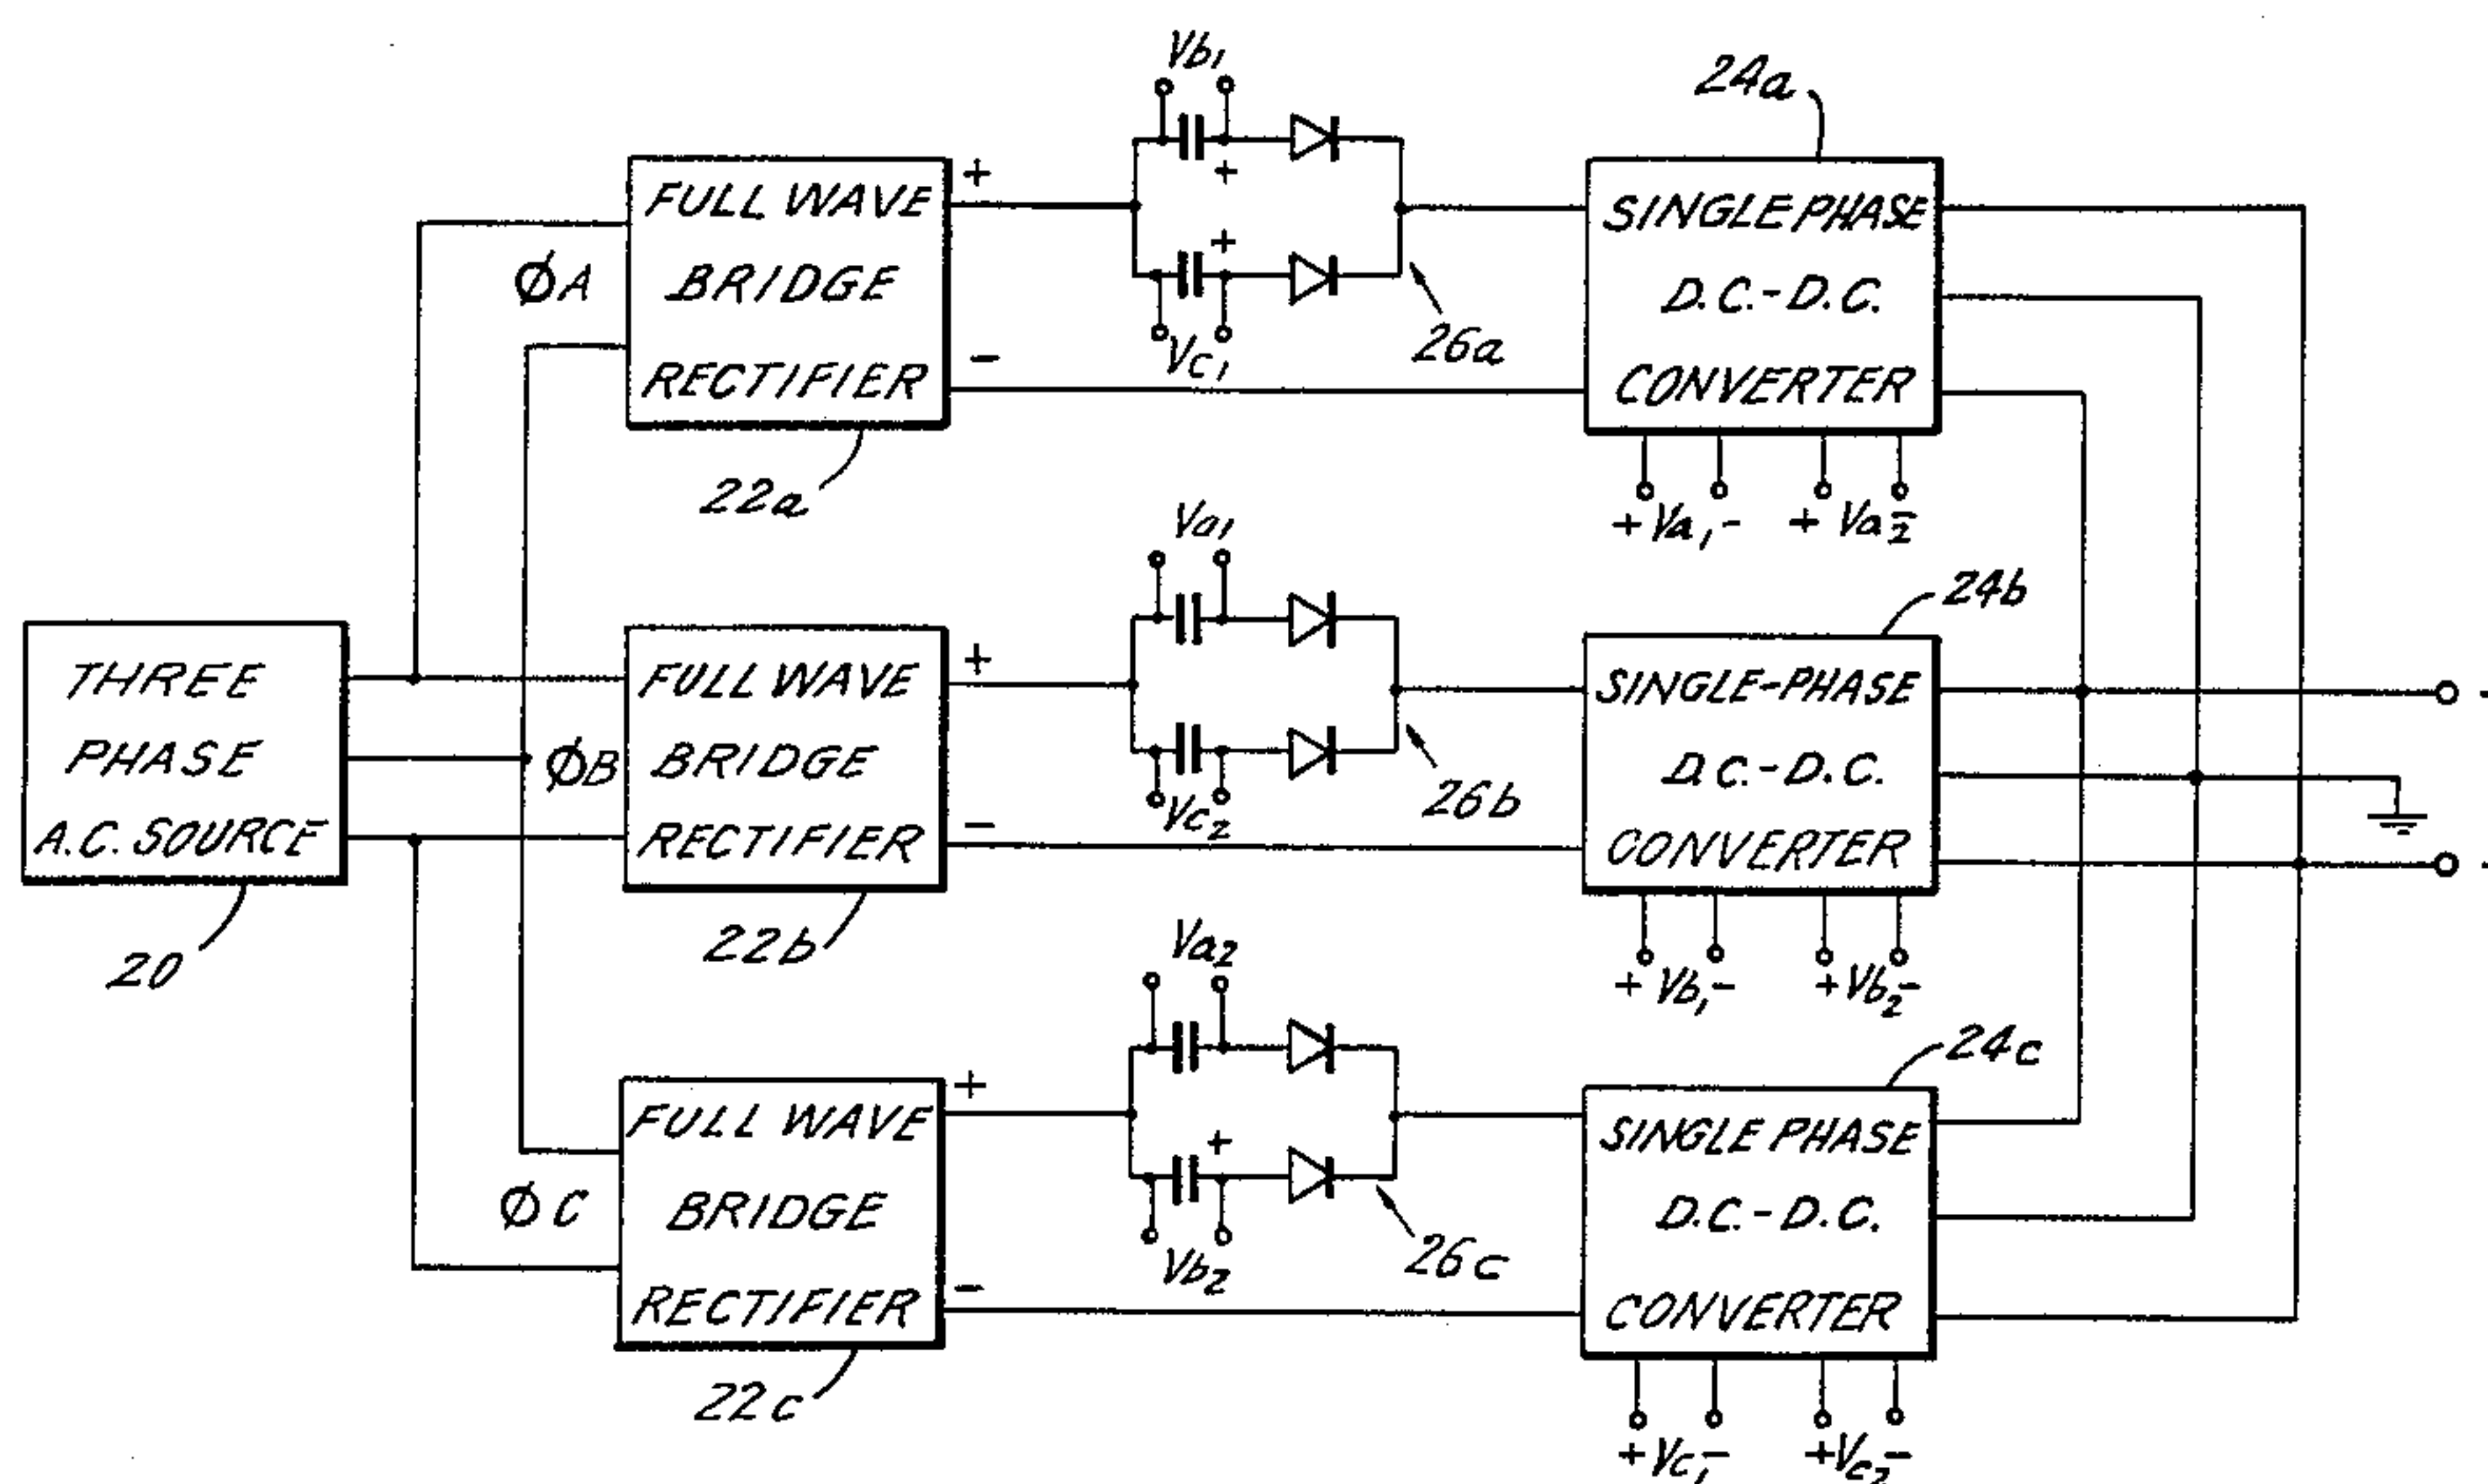 Vb1
24a
+
FULL WAVE
BRIDGE
RECTIFIER
ØA
+
+
-
Vc1
26a
SINGLE PHASE
D.C.-D.C.
CONVERTER
22a
+ Va1 - + Va2 -
Va1
24b
THREE
PHASE
A.C. SOURCE
20
ØB
FULL WAVE
BRIDGE
RECTIFIER
+
-
Vc2
26b
SINGLE-PHASE
D.C.-D.C.
CONVERTER
-
-
22b
+ Vb1 - + Vb2 -
Va2
24c
ØC
FULL WAVE
BRIDGE
RECTIFIER
+
+
-
Vb2
26c
SINGLE PHASE
D.C.-D.C.
CONVERTER
22c
+ Vc1 - + Vc2 -